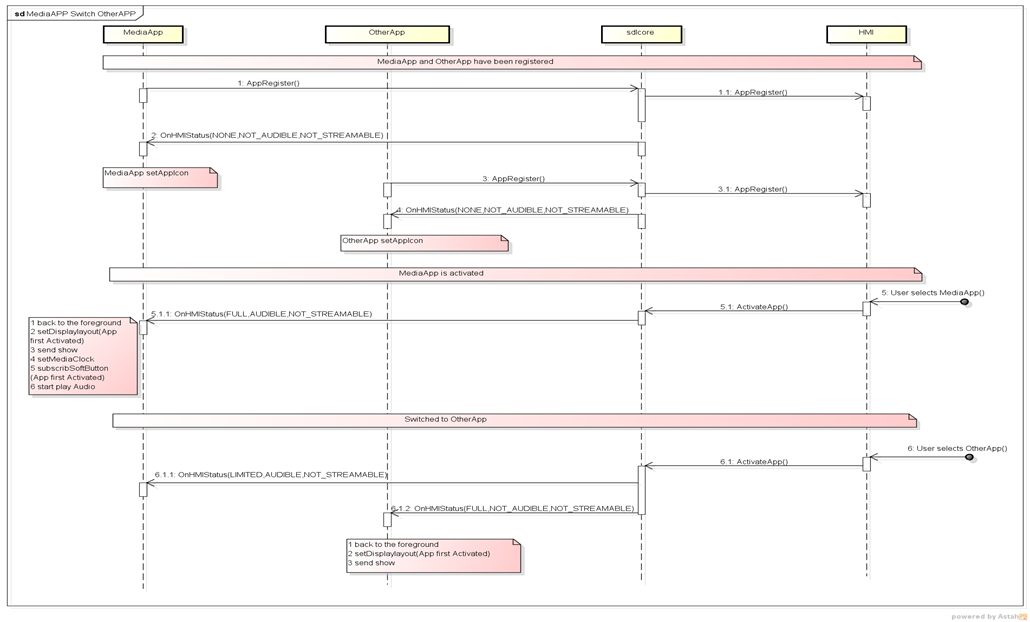 sd MediaAPP Switch OtherAPP
MediaApp
OtherApp
sdlcore
HMI
MediaApp and OtherApp have been registered
1: AppRegister()
1.1: AppRegister()
2: OnHMIStatus(NONE,NOT_AUDIBLE,NOT_STREAMABLE)
MediaApp setAppIcon
3: AppRegister()
3.1: AppRegister()
4: OnHMIStatus(NONE,NOT_AUDIBLE,NOT_STREAMABLE)
OtherApp setAppIcon
MediaApp is activated
5: User selects MediaApp()
5.1: ActivateApp()
5.1.1: OnHMIStatus(FULL,AUDIBLE,NOT_STREAMABLE)
1 back to the foreground
2 setDisplaylayout(App
first Activated)
3 send show
4 setMediaClock
5 subscribSoftButton
(App first Activated)
6 start play Audio
Switched to OtherApp
6: User selects OtherApp()
6.1: ActivateApp()
6.1.1: OnHMIStatus(LIMITED,AUDIBLE,NOT_STREAMABLE)
6.1.2: OnHMIStatus(FULL,NOT_AUDIBLE,NOT_STREAMABLE)
1 back to the foreground
2 setDisplaylayout(App first Activated)
3 send show
powered by Astah